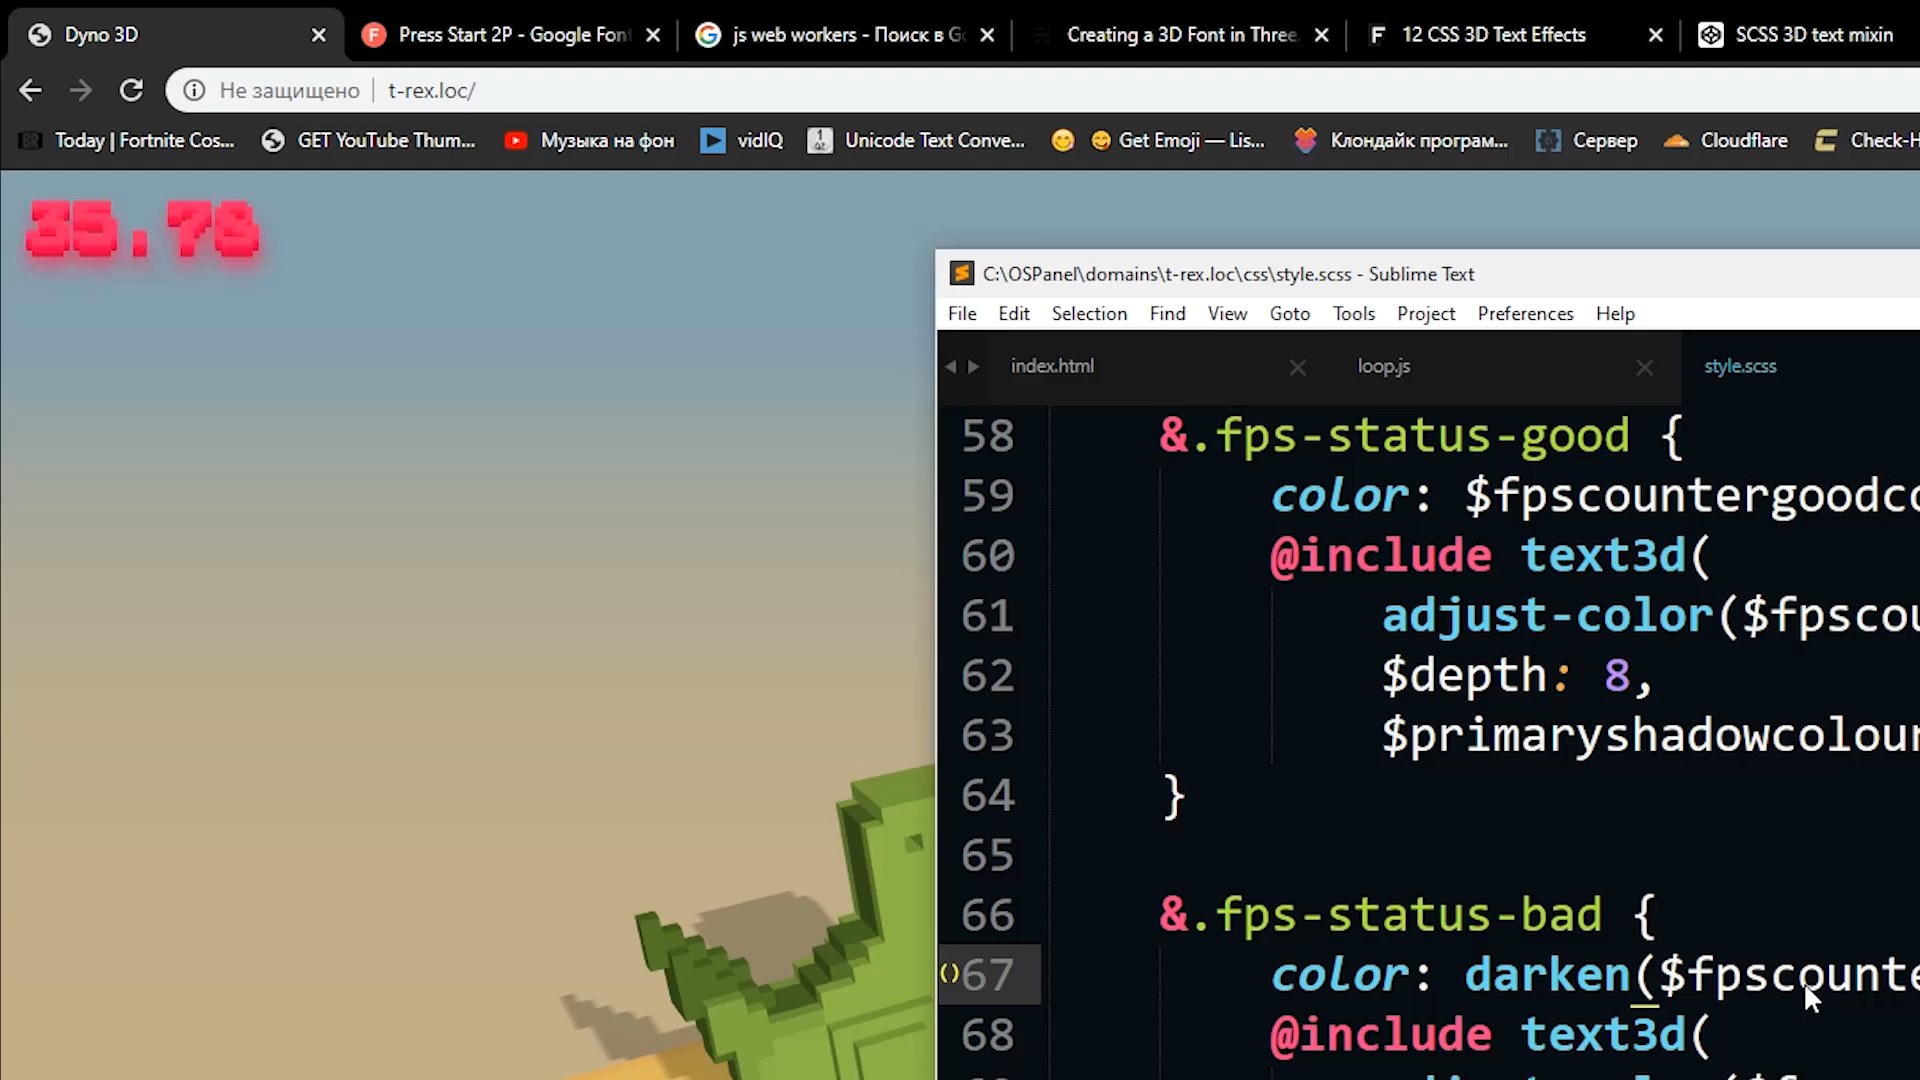 Dyno 3D
Press Start 2P - Google Font
js web workers - Поиск в Go
Creating a 3D Font in Three.
12 CSS 3D Text Effects
SCSS 3D text mixin
Не защищено
t-rex.loc/
Today | Fortnite Cos...
GET YouTube Thum...
Музыка на фон
vidIQ
Unicode Text Conve...
Get Emoji — Lis...
Клондайк програм...
Сервер
Cloudflare
Check-H
35.78
C:\OSPanel\domains\t-rex.loc\css\style.scss - Sublime Text
File Edit Selection Find View Goto Tools Project Preferences Help
index.html
loop.js
style.scss
58 &.fps-status-good {
59 color: $fpscountergoodco
60 @include text3d(
61 adjust-color($fpscou
62 $depth: 8,
63 $primaryshadowcolour
64 }
65
66 &.fps-status-bad {
67 color: darken($fpscounte
68 @include text3d(